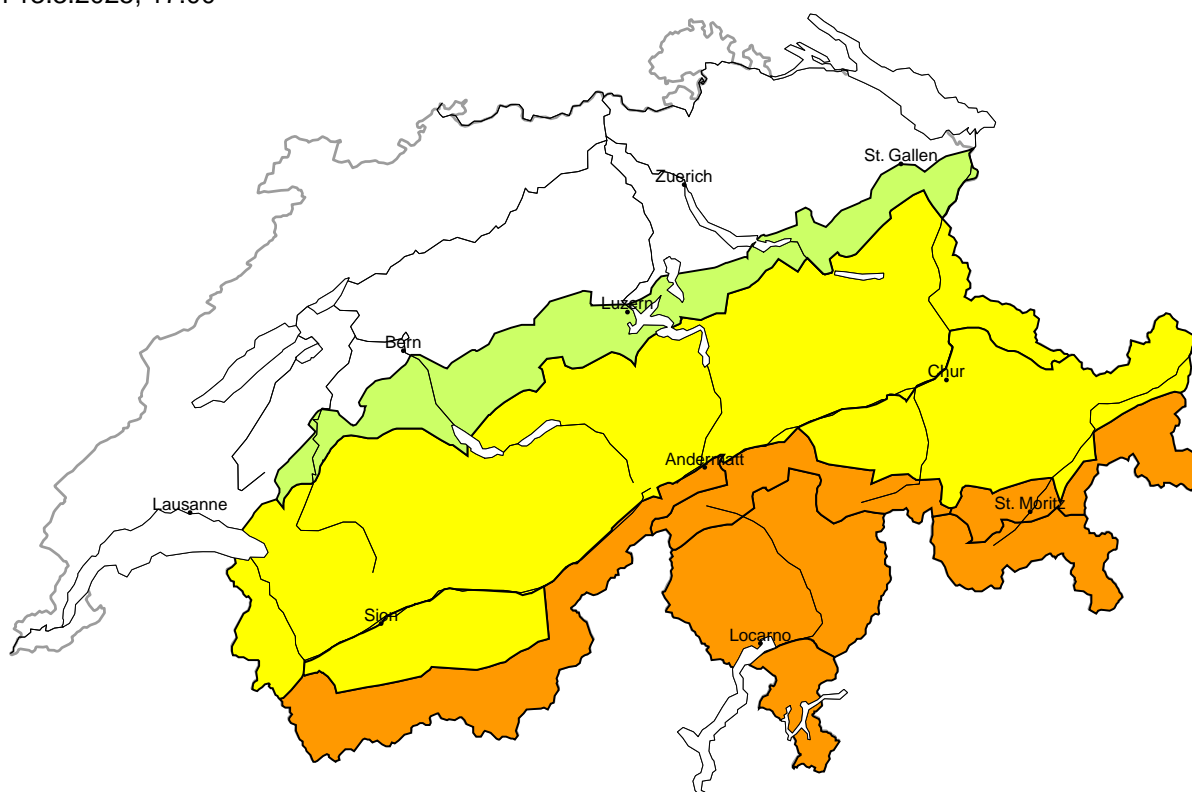 St. Gallen
Zuerich
Luzern
Bern
Chur
Andermatt
Lausanne
St. Moritz
Sion
Locarno